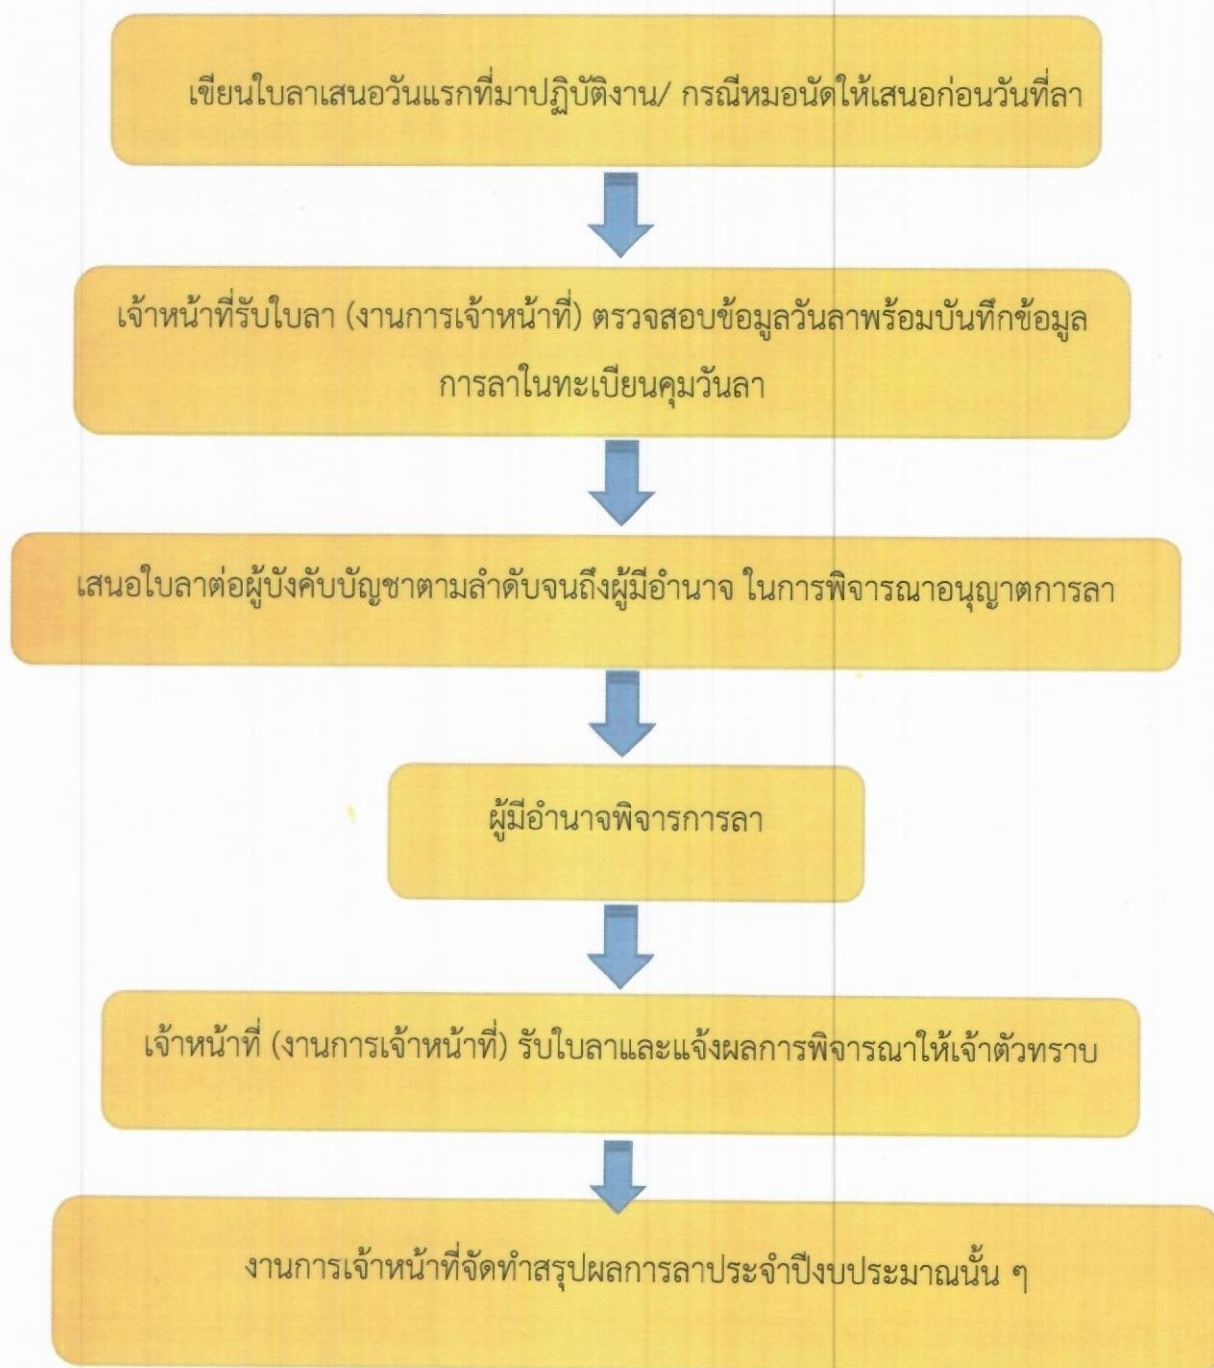 เขียนใบลาเสนอวันแรกที่มาปฏิบัติงาน/ กรณีหมอนัดให้เสนอก่อนวันที่ลา
เจ้าหน้าที่รับใบลา (งานการเจ้าหน้าที่) ตรวจสอบข้อมูลวันลาพร้อมบันทึกข้อมูล
การลาในทะเบียนคุมวันลา
เสนอใบลาต่อผู้บังคับบัญชาตามลำดับจนถึงผู้มีอำนาจ ในการพิจารณาอนุญาตการลา
ผู้มีอำนาจพิจารการลา
เจ้าหน้าที่ (งานการเจ้าหน้าที่) รับใบลาและแจ้งผลการพิจารณาให้เจ้าตัวทราบ
งานการเจ้าหน้าที่จัดทำสรุปผลการลาประจำปีงบประมาณนั้น ๆ